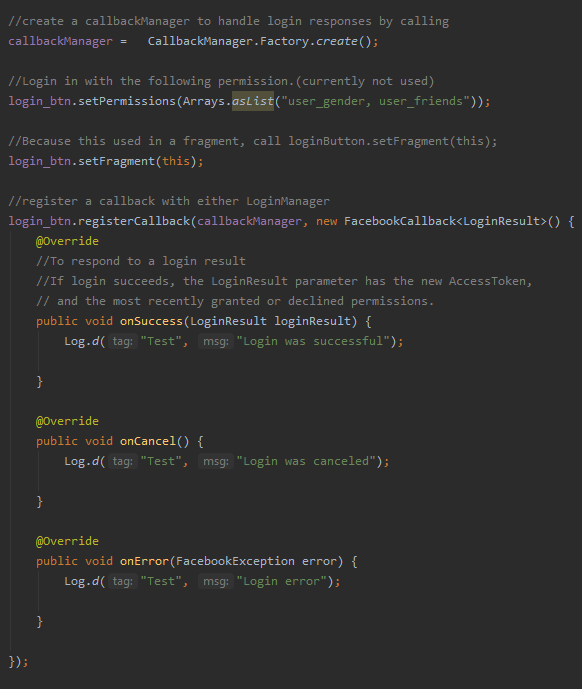 //create a callbackManager to handle login responses by calling
callbackManager =   CallbackManager.Factory.create();
//Login in with the following permission.(currently not used)
login_btn.setPermissions(Arrays.asList("user_gender, user_friends"));
//Because this used in a fragment, call loginButton.setFragment(this);
login_btn.setFragment(this);
//register a callback with either LoginManager
login_btn.registerCallback(callbackManager, new FacebookCallback<LoginResult>() {
@Override
//To respond to a login result
//If login succeeds, the LoginResult parameter has the new AccessToken,
// and the most recently granted or declined permissions.
public void onSuccess(LoginResult loginResult) {
Log.d( tag: "Test", msg: "Login was successful");
}
@Override
public void onCancel() {
Log.d( tag: "Test", msg: "Login was canceled");
}
@Override
public void onError(FacebookException error) {
Log.d( tag: "Test", msg: "Login error");
}
});